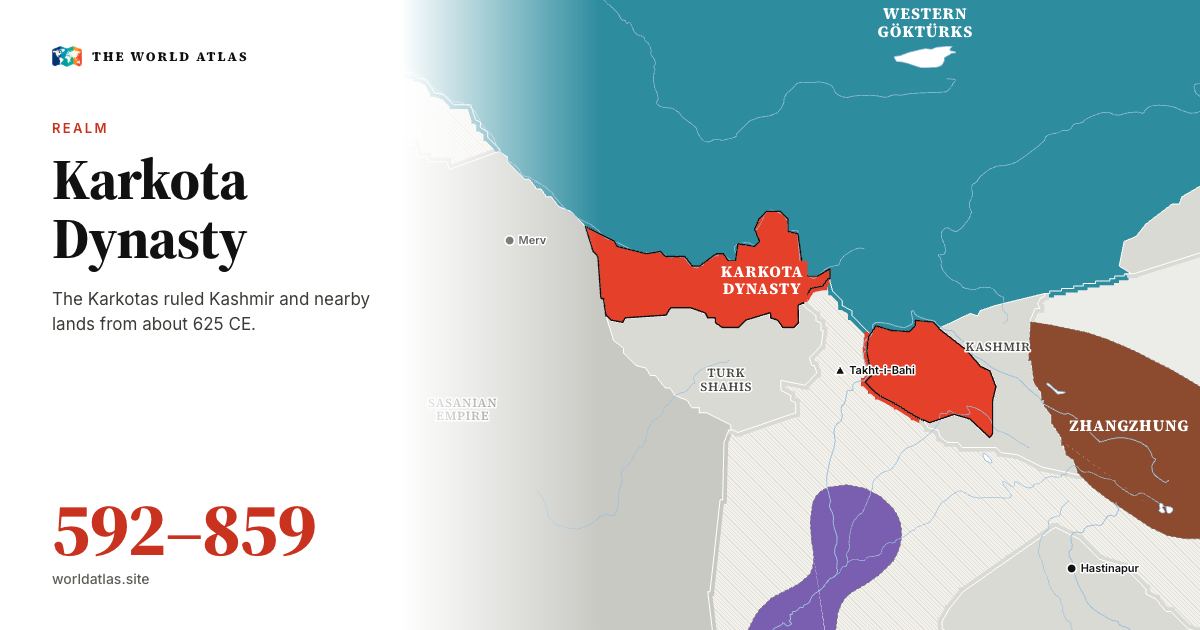 THE WORLD ATLAS
REALM
Karkota
Dynasty
The Karkotas ruled Kashmir and nearby
lands from about 625 CE.
592–859
worldatlas.site
WESTERN
GÖKTÜRKS
Merv
KARKOTA
DYNASTY
KASHMIR
Takht-i-Bahi
TURK
SHAHIS
SASANIAN
EMPIRE
ZHANGZHUNG
Hastinapur